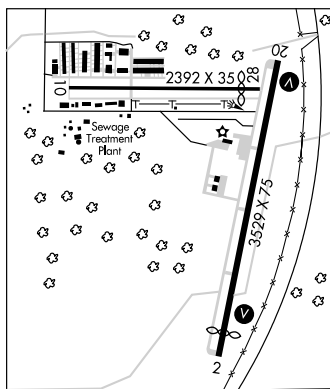 20
28
2392 X 35
10
V
T
T
T
Sewage
Treatment
Plant
3529 X 75
V
2